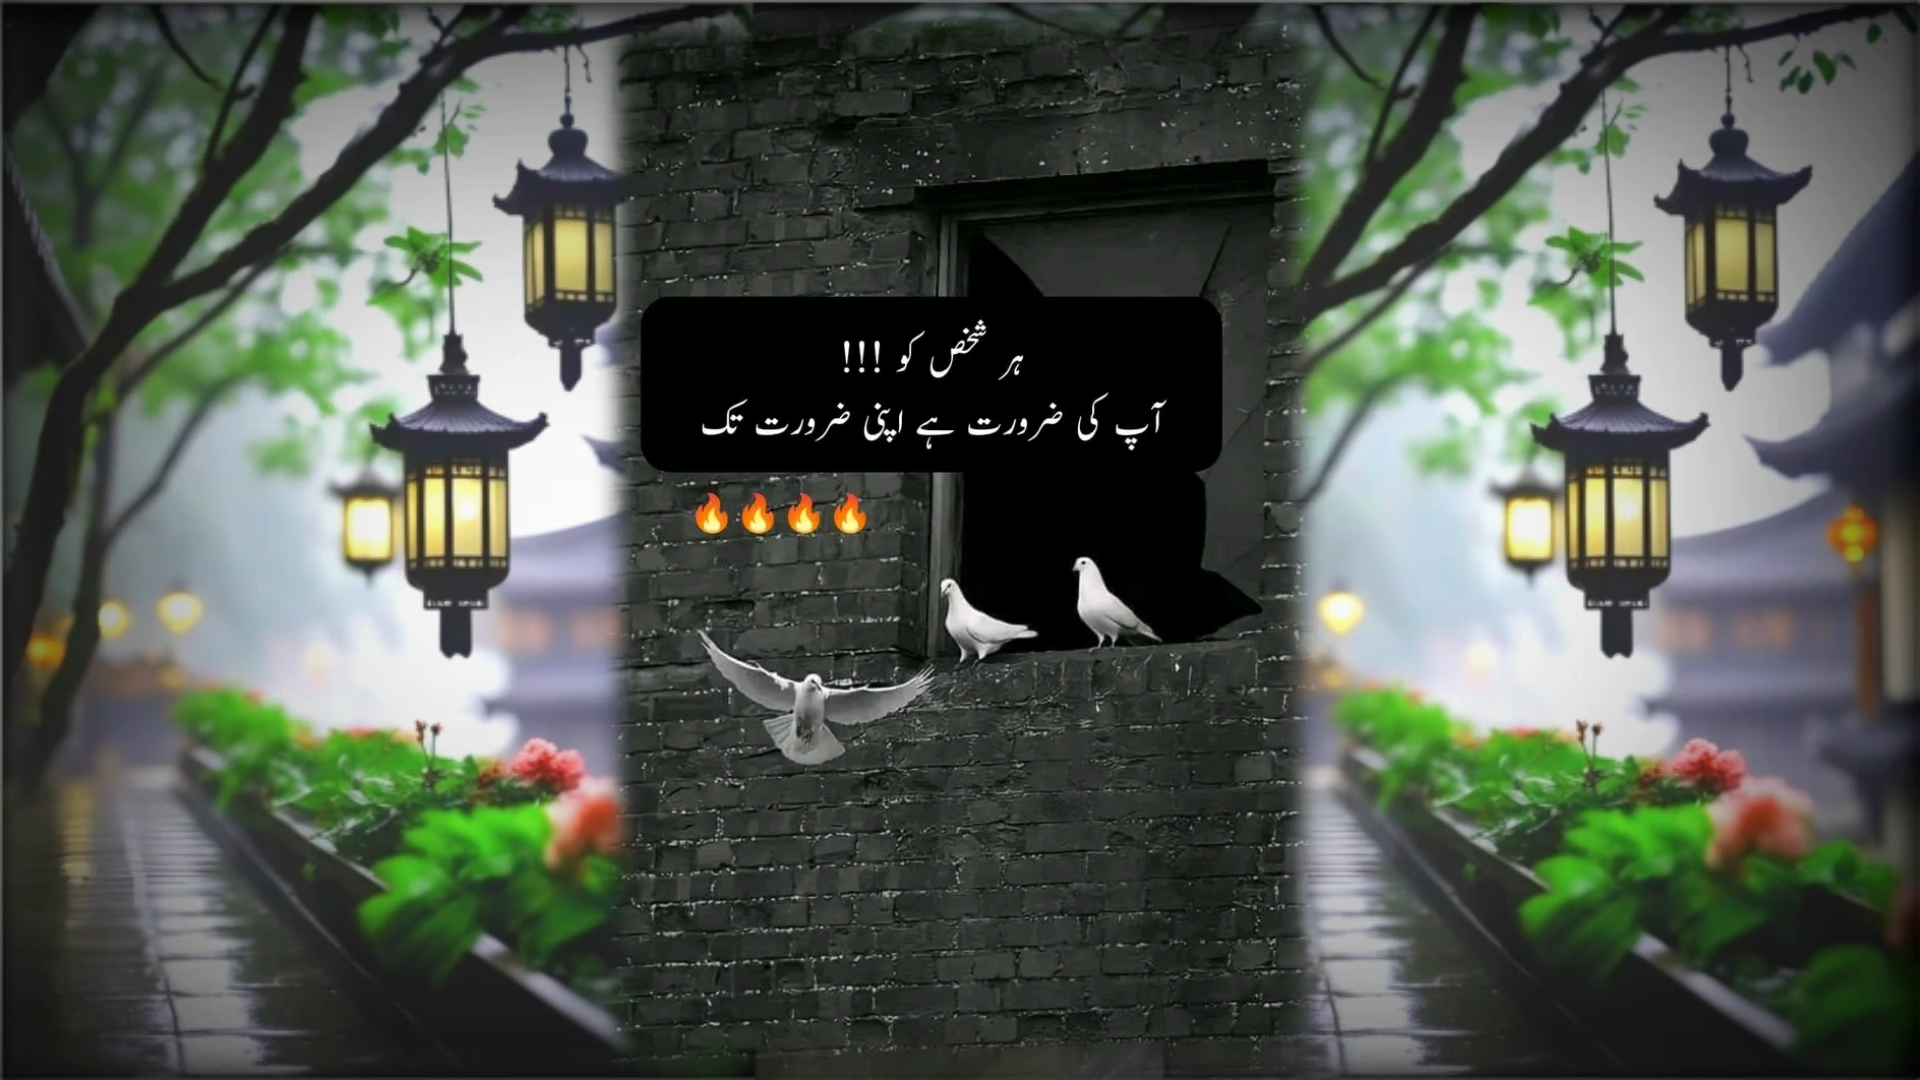 ہر شخص کو !!!
آپ کی ضرورت ہے اپنی ضرورت تک
🔥🔥🔥🔥